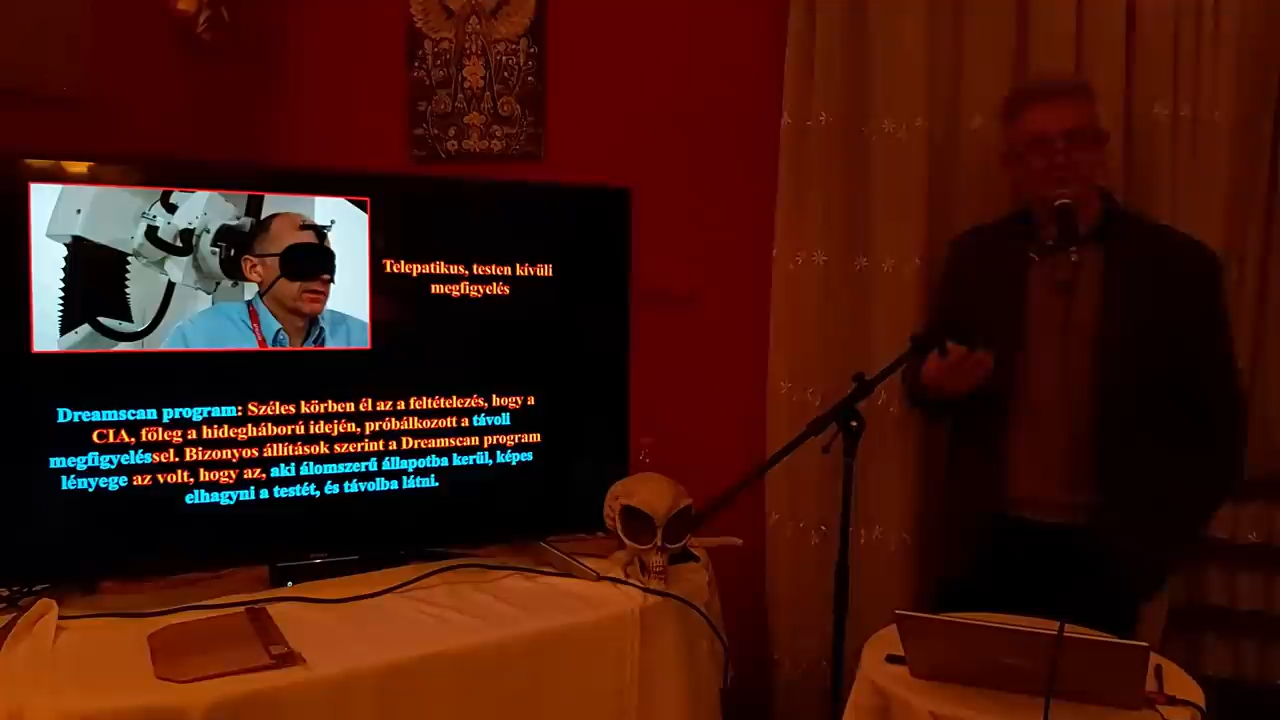 Telepatikus, testen kívüli
megfigyelés
Dreamscan program: Széles körben él az a feltételezés, hogy a
CIA, főleg a hidegháború idején, próbálkozott a távoli
megfigyeléssel. Bizonyos állítások szerint a Dreamscan program
lényege az volt, hogy az, aki álomszerű állapotba kerül, képes
elhagyni a testét, és távolba látni.